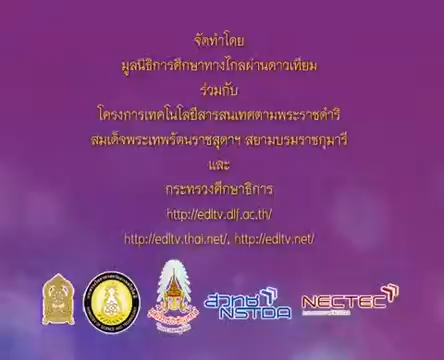 จัดทำโดย
มูลนิธิการศึกษาทางไกลผ่านดาวเทียม
ร่วมกับ
โครงการเทคโนโลยีสารสนเทศตามพระราชดำริ
สมเด็จพระเทพรัตนราชสุดาฯ สยามบรมราชกุมารี
และ
กระทรวงศึกษาธิการ
http://edltv.dlf.ac.th/
http://edltv.thai.net/, http://edltv.net/
สวทช
NSTDA
NECTEC